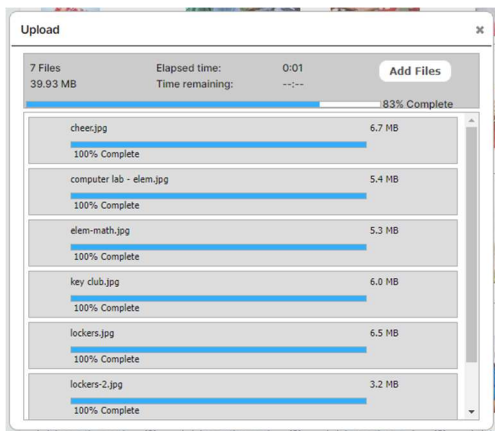 Upload
7 Files Elapsed time: 0:01 Add Files
39.93 MB Time remaining: --:--
83% Complete
cheer.jpg 6.7 MB
100% Complete
computer lab - elem.jpg 5.4 MB
100% Complete
elem-math.jpg 5.3 MB
100% Complete
key club.jpg 6.0 MB
100% Complete
lockers.jpg 6.5 MB
100% Complete
lockers-2.jpg 3.2 MB
100% Complete